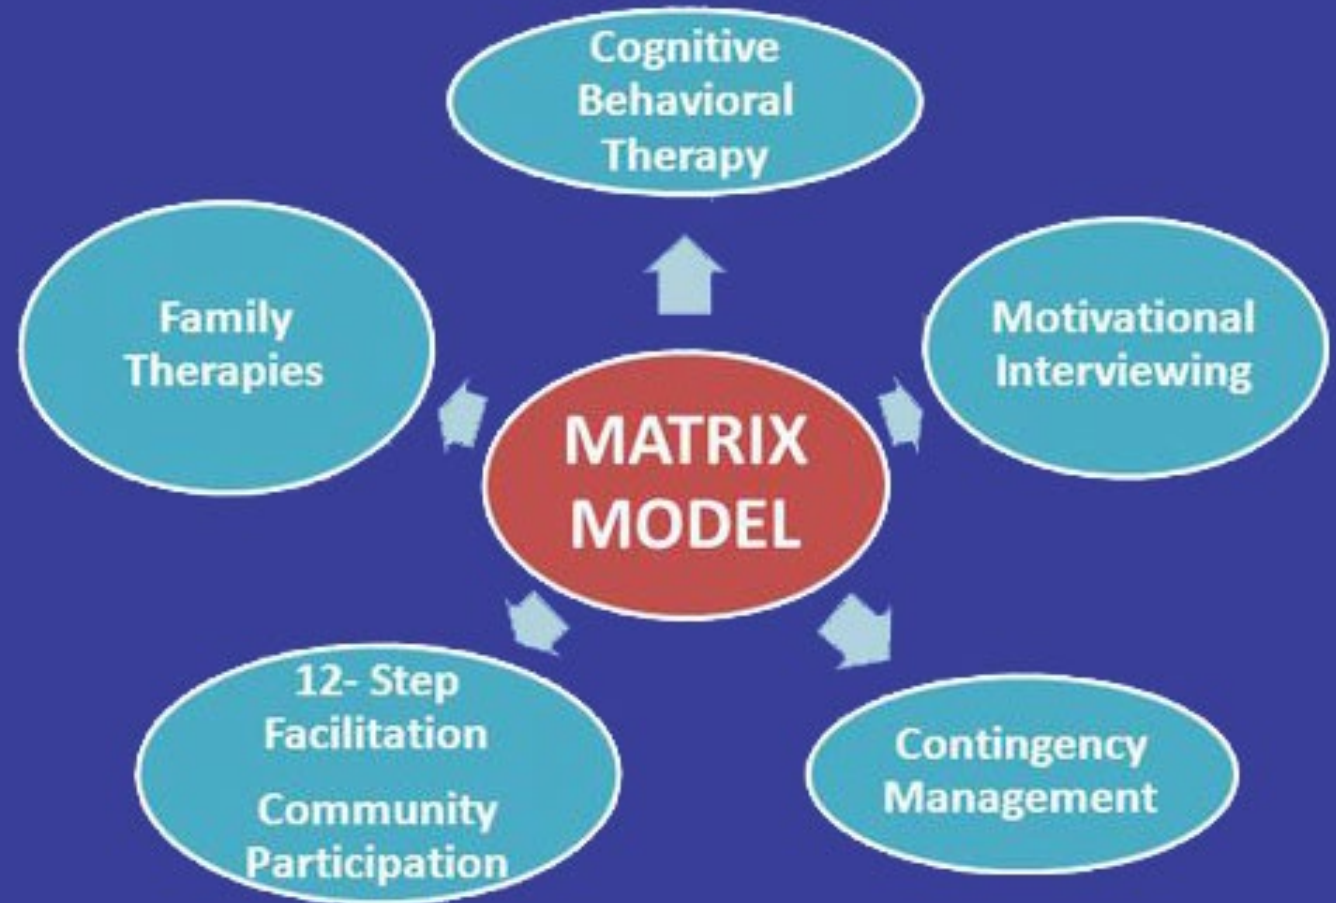 Cognitive
Behavioral
Therapy
Family
Therapies
Motivational
Interviewing
MATRIX
MODEL
12- Step
Facilitation
Community
Participation
Contingency
Management